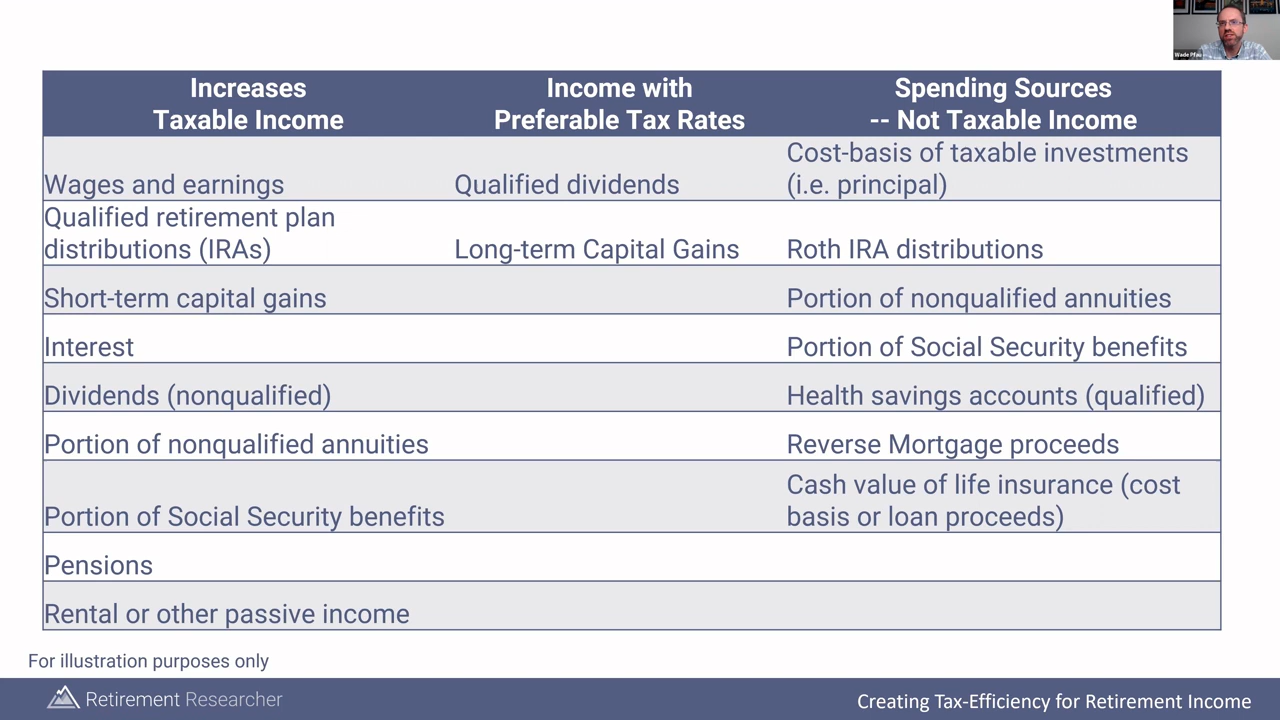 Wade Pfau
Increases
Taxable Income
Income with
Preferable Tax Rates
Spending Sources
-- Not Taxable Income
Wages and earnings
Qualified dividends
Cost-basis of taxable investments
(i.e. principal)
Qualified retirement plan
distributions (IRAs)
Long-term Capital Gains
Roth IRA distributions
Short-term capital gains
Portion of nonqualified annuities
Interest
Portion of Social Security benefits
Dividends (nonqualified)
Health savings accounts (qualified)
Portion of nonqualified annuities
Reverse Mortgage proceeds
Portion of Social Security benefits
Cash value of life insurance (cost
basis or loan proceeds)
Pensions
Rental or other passive income
For illustration purposes only
Retirement Researcher
Creating Tax-Efficiency for Retirement Income